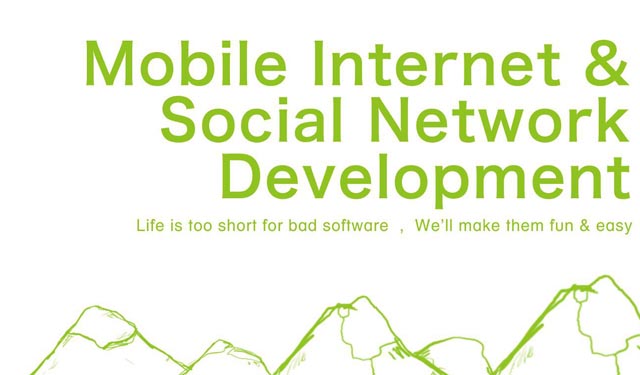 Mobile Internet &
Social Network
Development
Life is too short for bad software , We'll make them fun & easy